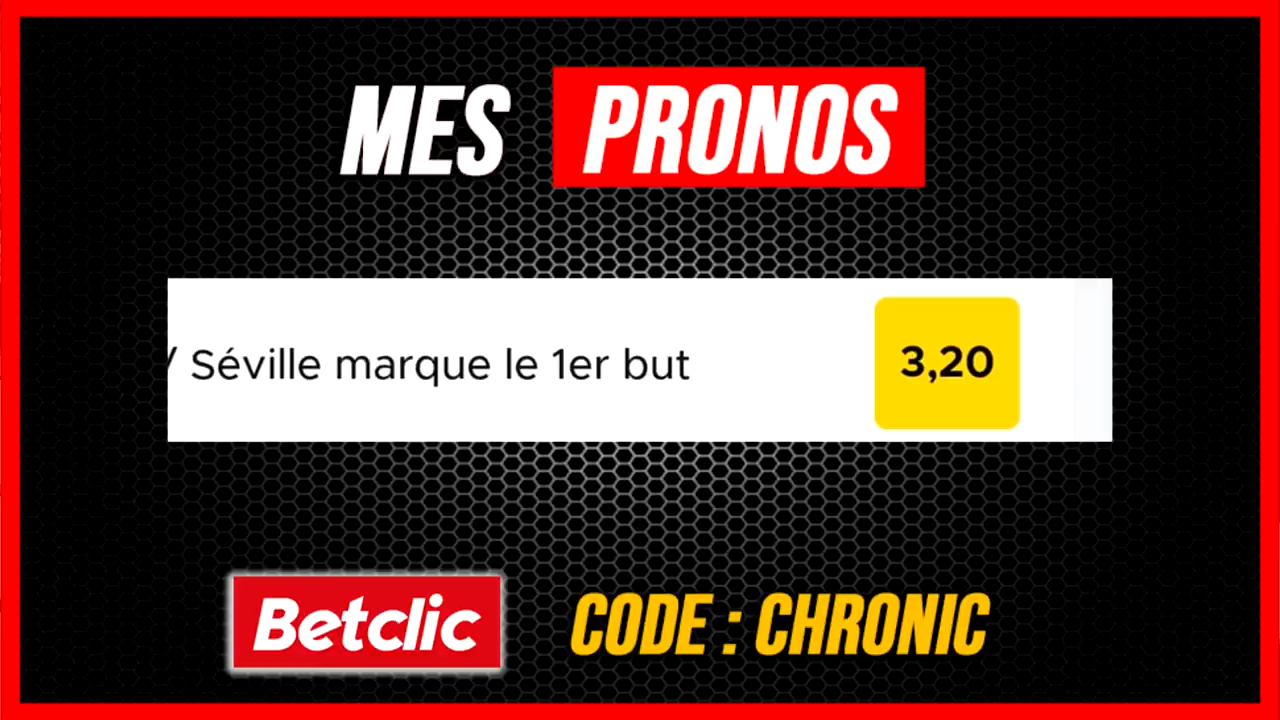 MES PRONOS
/ Séville marque le 1er but 3,20
Betclic CODE : CHRONIC